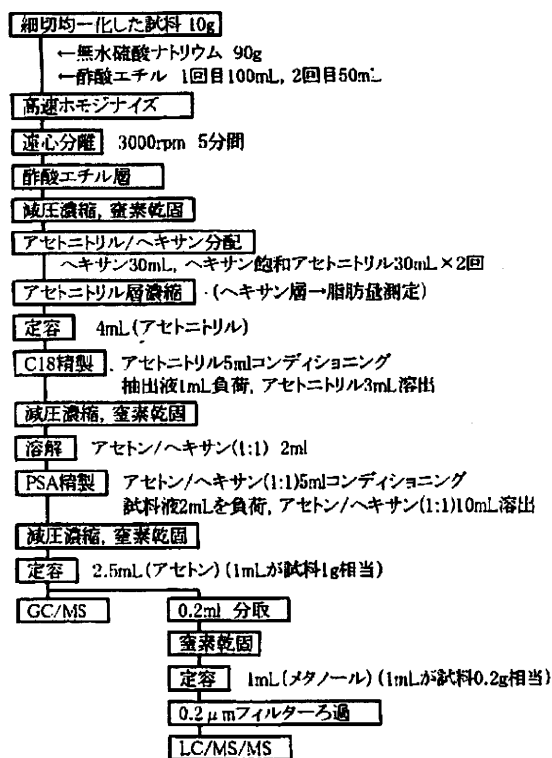 細切均一化した試料 10g
←無水硫酸ナトリウム 90g
←酢酸エチル 1回目100mL, 2回目50mL
高速ホモジナイズ
遠心分離 3000rpm 5分間
酢酸エチル層
減圧濃縮, 窒素乾固
アセトニトリル/ヘキサン分配
ヘキサン30mL, ヘキサン飽和アセトニトリル30mL×2回
アセトニトリル層濃縮 ・(ヘキサン層→脂肪量測定)
定容 4mL(アセトニトリル)
C18精製 アセトニトリル5mlコンディショニング
抽出液1mL負荷, アセトニトリル3mL溶出
減圧濃縮, 窒素乾固
溶解 アセトン/ヘキサン(1:1) 2ml
PSA精製 アセトン/ヘキサン(1:1)5mlコンディショニング
試料液2mLを負荷, アセトン/ヘキサン(1:1)10mL溶出
減圧濃縮, 窒素乾固
定容 2.5mL(アセトン)(1mLが試料1g相当)
GC/MS 0.2ml 分取
窒素乾固
定容 1mL(メタノール)(1mLが試料0.2g相当)
0.2μmフィルターろ過
LC/MS/MS